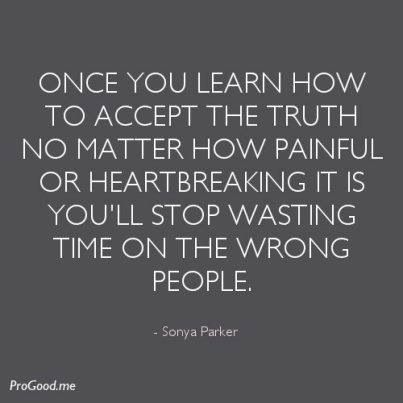 ONCE YOU LEARN HOW
TO ACCEPT THE TRUTH
NO MATTER HOW PAINFUL
OR HEARTBREAKING IT IS
YOU'LL STOP WASTING
TIME ON THE WRONG
PEOPLE.
- Sonya Parker
ProGood.me